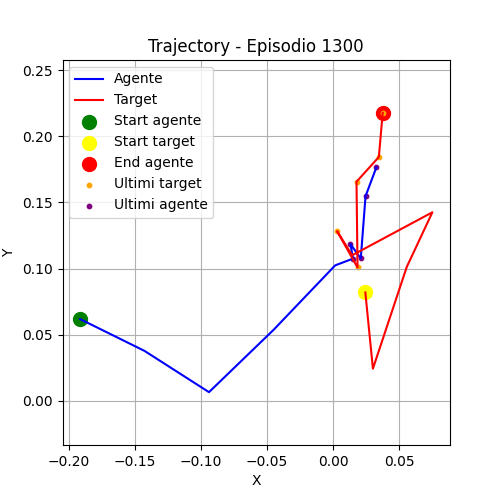 Trajectory - Episodio 1300
0.25
0.20
0.15
0.10
0.05
0.00
Y
Agente
Target
Start agente
Start target
End agente
Ultimi target
Ultimi agente
−0.20 −0.15 −0.10 −0.05 0.00 0.05
X